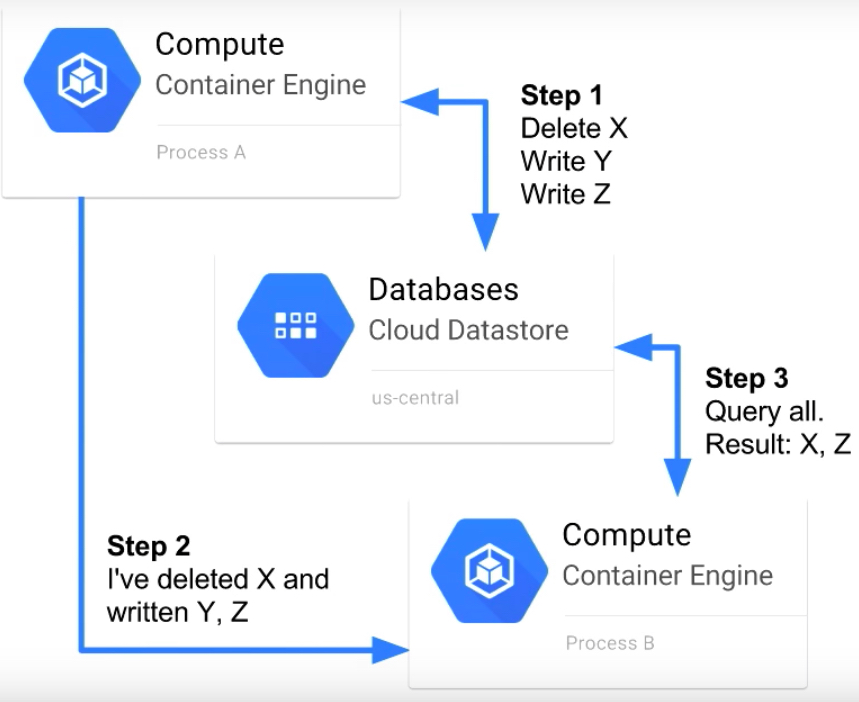 Compute
Container Engine
Process A
Step 1
Delete X
Write Y
Write Z
Databases
Cloud Datastore
us-central
Step 3
Query all.
Result: X, Z
Step 2
I've deleted X and
written Y, Z
Compute
Container Engine
Process B